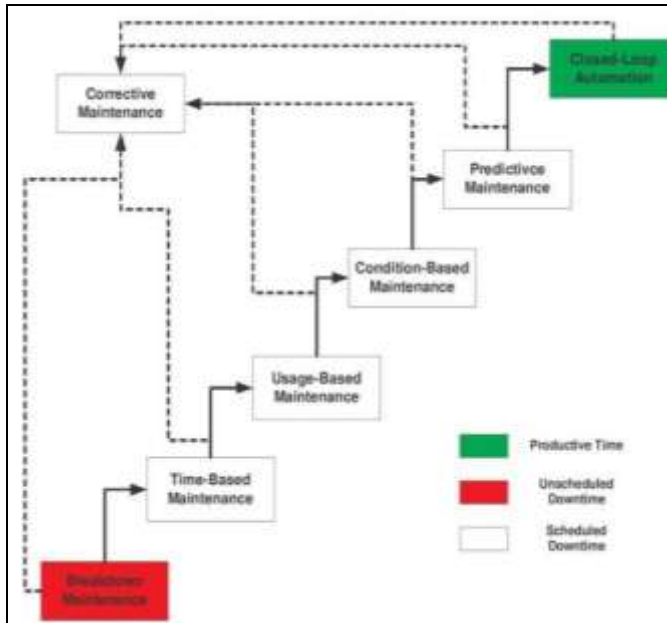 Closed-Loop
Automation
Corrective
Maintenance
Predictivce
Maintenance
Condition-Based
Maintenance
Usage-Based
Maintenance
Time-Based
Maintenance
Breakdown
Maintenance
Productive Time
Unscheduled
Downtime
Scheduled
Downtime